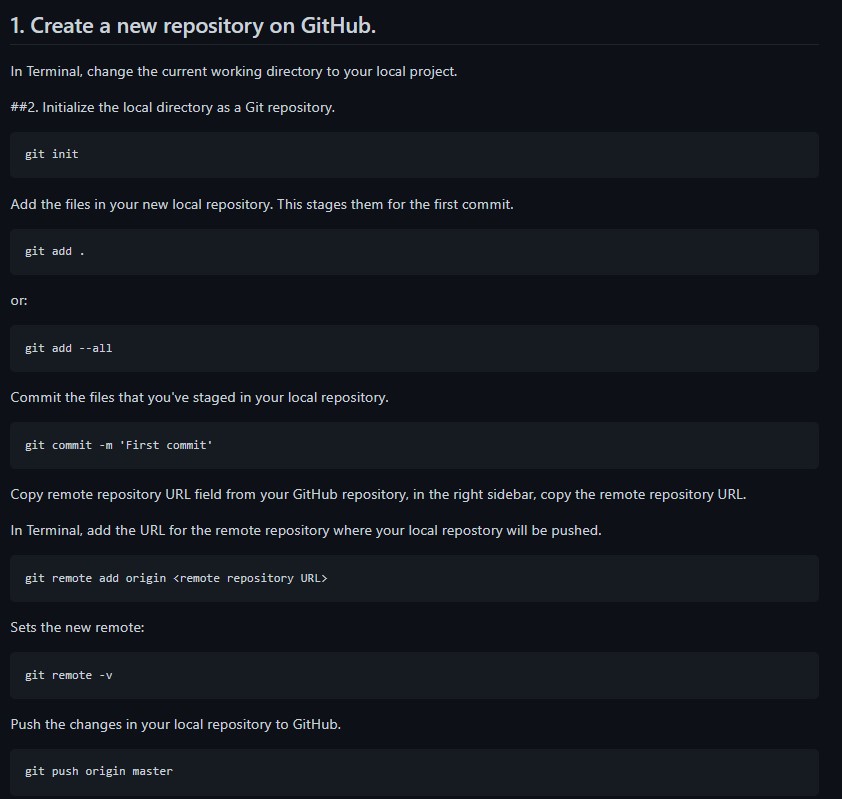 1. Create a new repository on GitHub.
In Terminal, change the current working directory to your local project.
##2. Initialize the local directory as a Git repository.
git init
Add the files in your new local repository. This stages them for the first commit.
git add .
or:
git add --all
Commit the files that you've staged in your local repository.
git commit -m 'First commit'
Copy remote repository URL field from your GitHub repository, in the right sidebar, copy the remote repository URL.
In Terminal, add the URL for the remote repository where your local repostory will be pushed.
git remote add origin <remote repository URL>
Sets the new remote:
git remote -v
Push the changes in your local repository to GitHub.
git push origin master